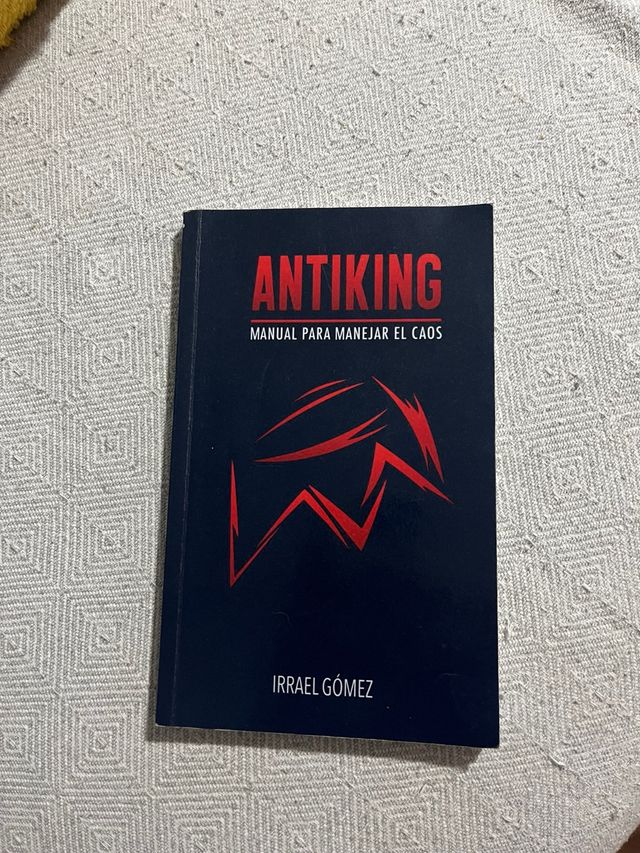 ANTIKING
MANUAL PARA MANEJAR EL CAOS
IRRAEL GÓMEZ